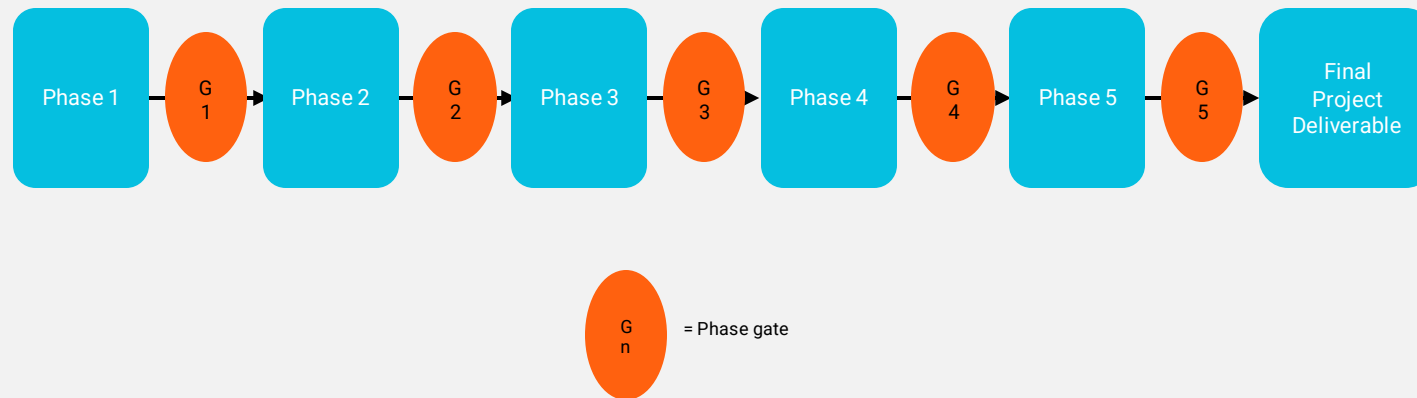 Phase 1
G
1
Phase 2
G
2
Phase 3
G
3
Phase 4
G
4
Phase 5
G
5
Final
Project
Deliverable
G
n
= Phase gate